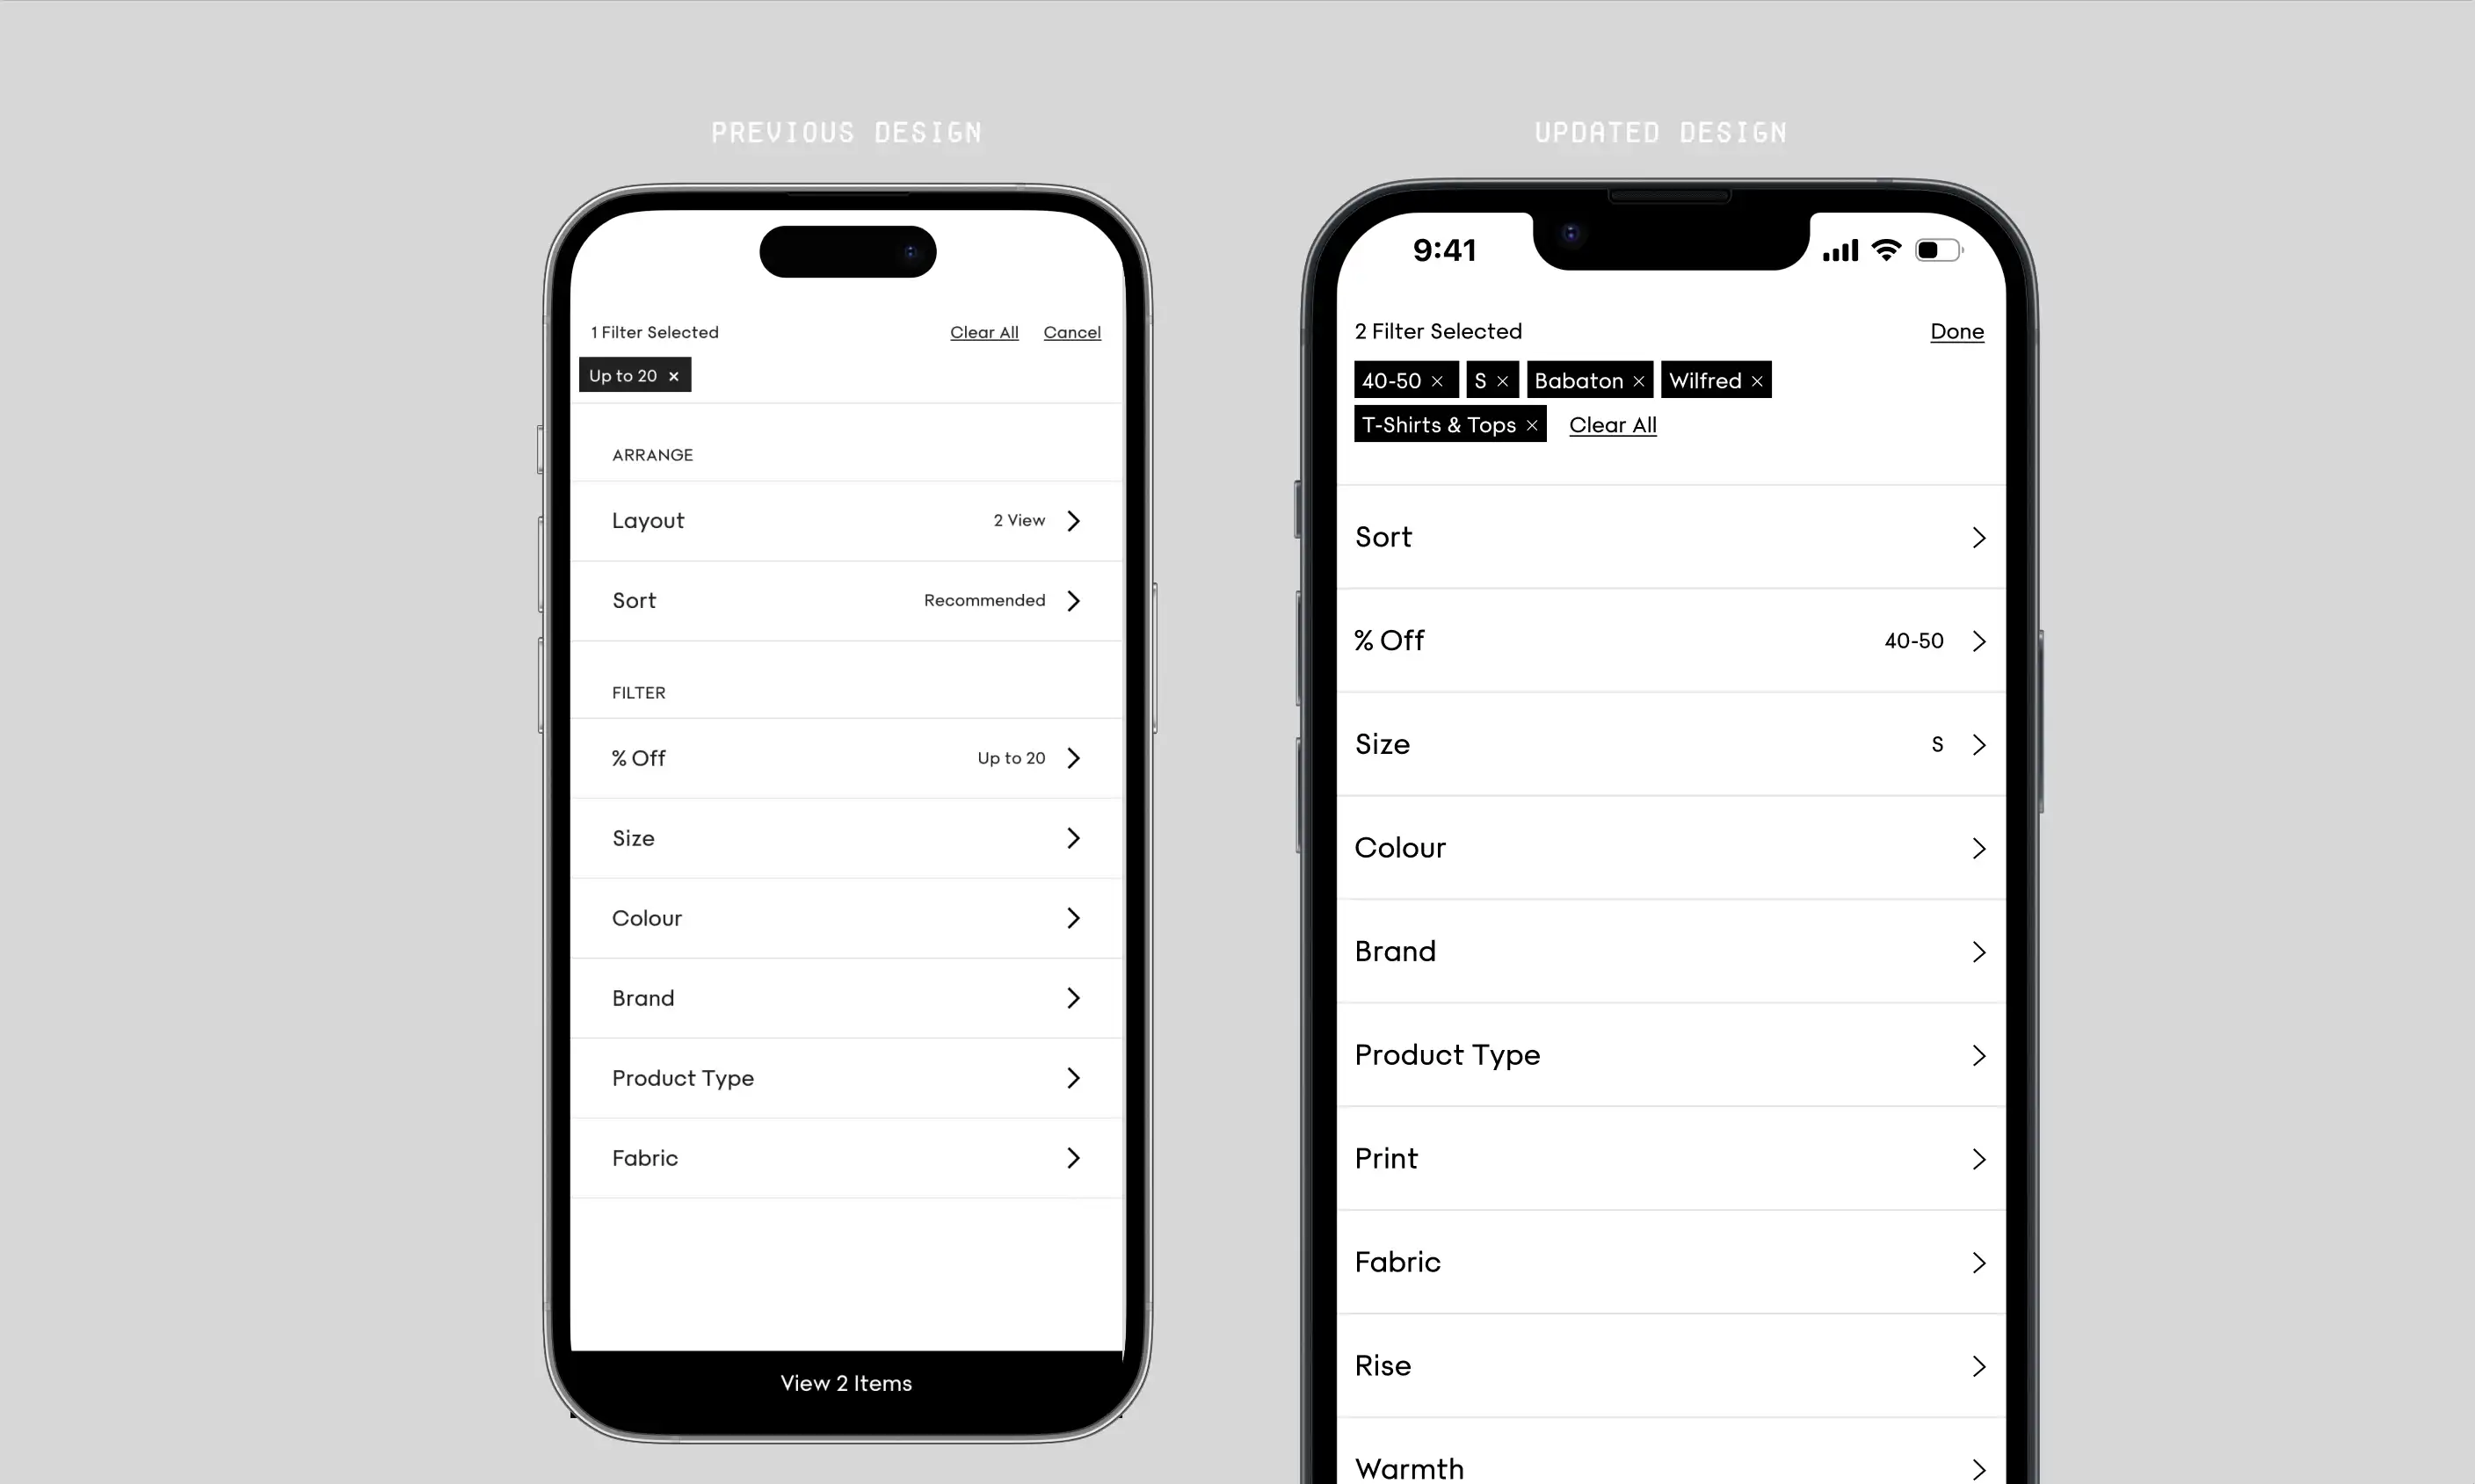 PREVIOUS DESIGN
1 Filter Selected Clear All Cancel
Up to 20 ×
ARRANGE
Layout 2 View
Sort Recommended
FILTER
% Off Up to 20
Size
Colour
Brand
Product Type
Fabric
View 2 Items
UPDATED DESIGN
9:41
2 Filter Selected Done
40-50 × S × Babaton × Wilfred ×
T-Shirts & Tops × Clear All
Sort
% Off 40-50
Size S
Colour
Brand
Product Type
Print
Fabric
Rise
Warmth